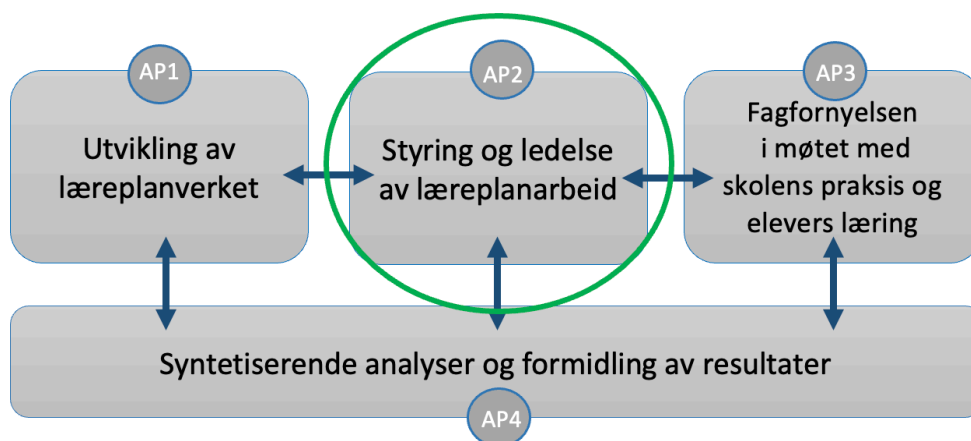 AP1
Utvikling av
læreplanverket
AP2
Styring og ledelse
av læreplanarbeid
AP3
Fagfornyelsen
i møtet med
skolens praksis og
elevers læring
Syntetiserende analyser og formidling av resultater
AP4